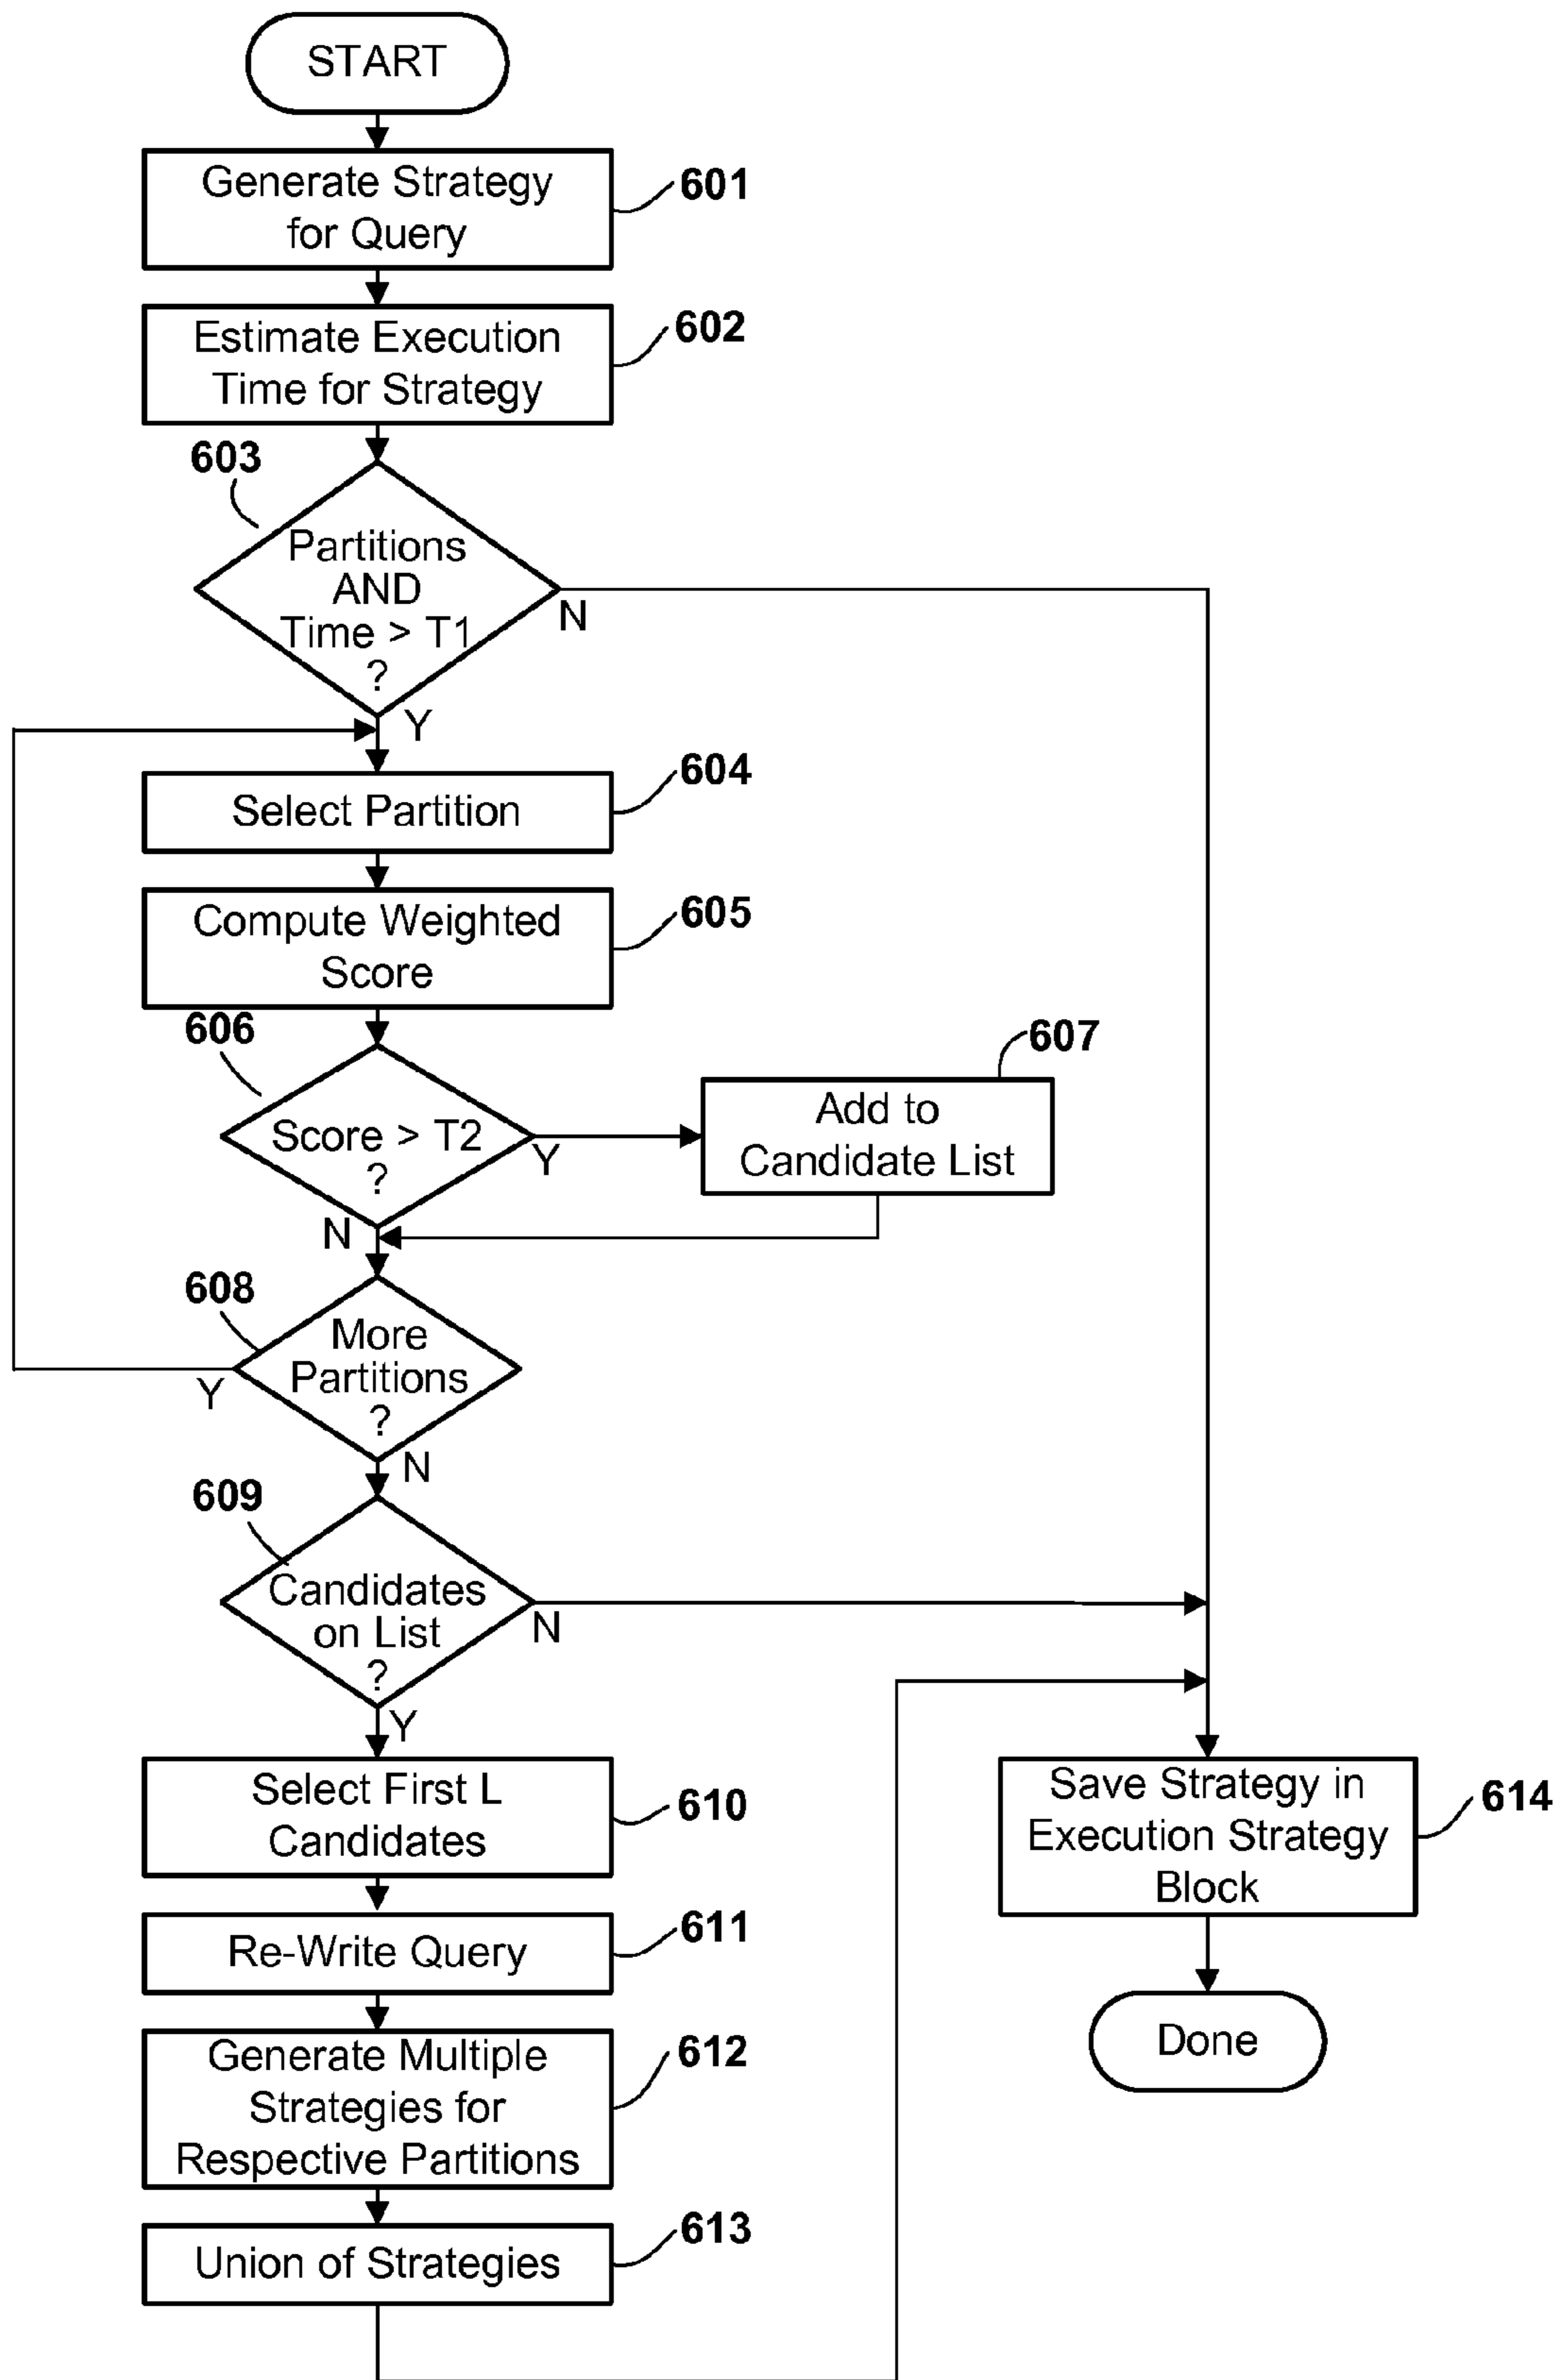 START
Generate Strategy
for Query
601
Estimate Execution
Time for Strategy
602
603
Partitions
AND
Time > T1
?
N
Y
Select Partition
604
Compute Weighted
Score
605
606
Score > T2
?
Y
N
Add to
Candidate List
607
608
More
Partitions
?
Y
N
609
Candidates
on List
?
N
Y
Select First L
Candidates
610
Re-Write Query
611
Generate Multiple
Strategies for
Respective Partitions
612
Union of Strategies
613
Save Strategy in
Execution Strategy
Block
614
Done